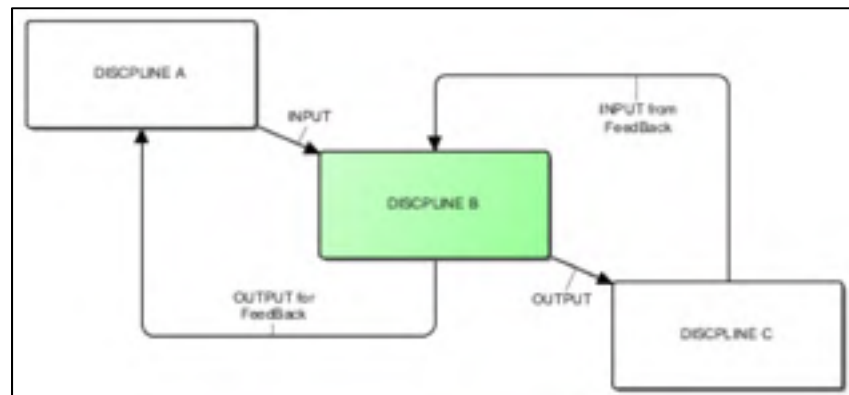 DISCPLINE A
INPUT
INPUT from
FeedBack
DISCPLINE B
OUTPUT for
FeedBack
OUTPUT
DISCPLINE C